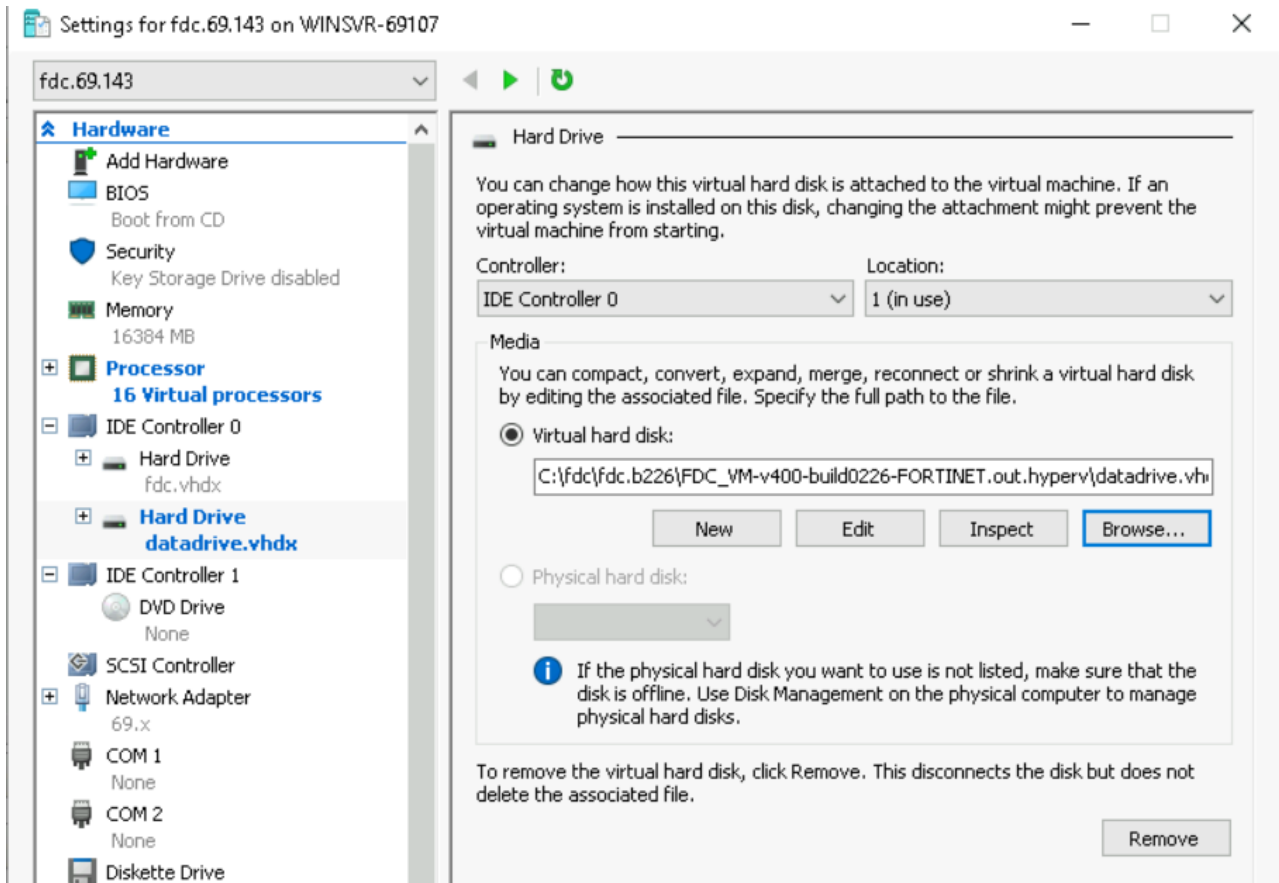 Settings for fdc.69.143 on WINSVR-69107
fdc.69.143
Hardware
Add Hardware
BIOS
Boot from CD
Security
Key Storage Drive disabled
Memory
16384 MB
Processor
16 Virtual processors
IDE Controller 0
Hard Drive
fdc.vhdx
Hard Drive
datadrive.vhdx
IDE Controller 1
DVD Drive
None
SCSI Controller
Network Adapter
69.x
COM 1
None
COM 2
None
Diskette Drive
Hard Drive
You can change how this virtual hard disk is attached to the virtual machine. If an
operating system is installed on this disk, changing the attachment might prevent the
virtual machine from starting.
Controller:
Location:
IDE Controller 0
1 (in use)
Media
You can compact, convert, expand, merge, reconnect or shrink a virtual hard disk
by editing the associated file. Specify the full path to the file.
Virtual hard disk:
C:\fdc\fdc.b226\FDC_VM-v400-build0226-FORTINET.out.hyperv\datadrive.vh
New
Edit
Inspect
Browse...
Physical hard disk:
If the physical hard disk you want to use is not listed, make sure that the
disk is offline. Use Disk Management on the physical computer to manage
physical hard disks.
To remove the virtual hard disk, click Remove. This disconnects the disk but does not
delete the associated file.
Remove